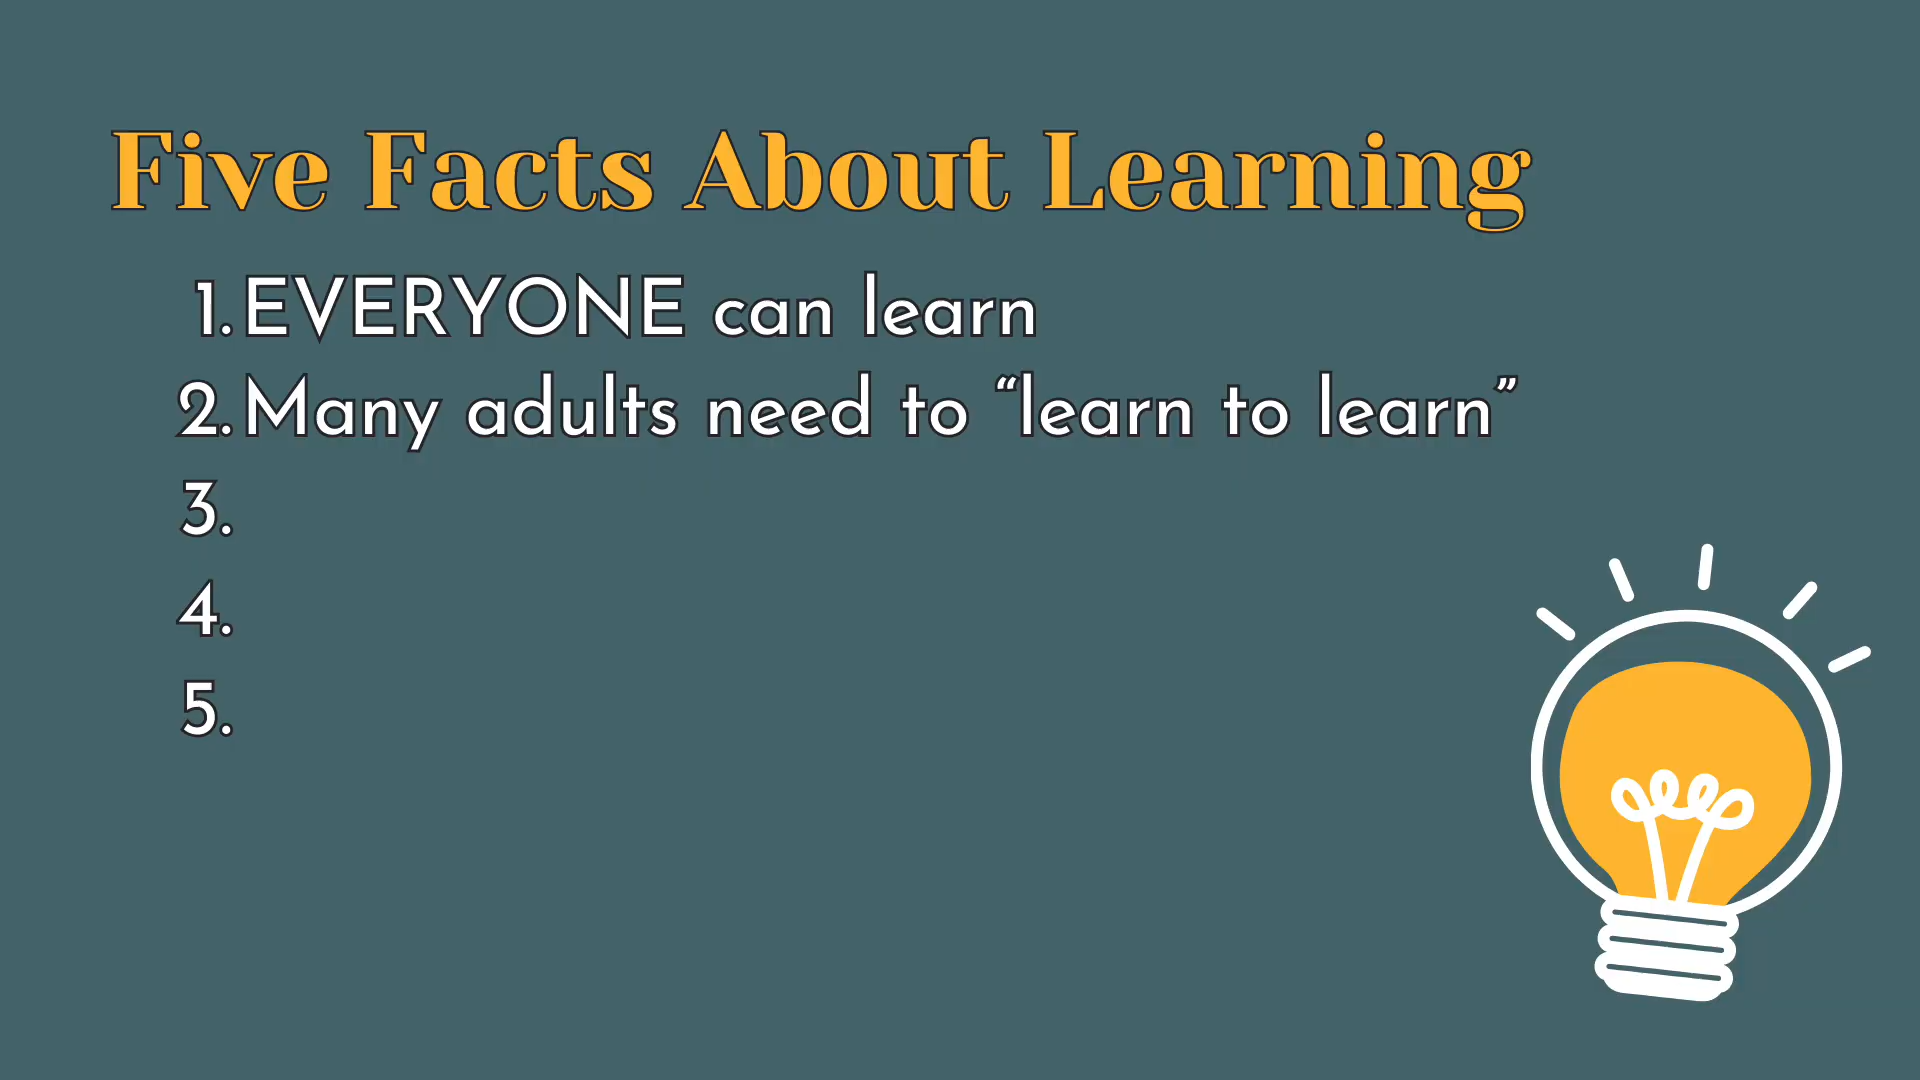 Five Facts About Learning
1. EVERYONE can learn
2. Many adults need to “learn to learn”
3.
4.
5.